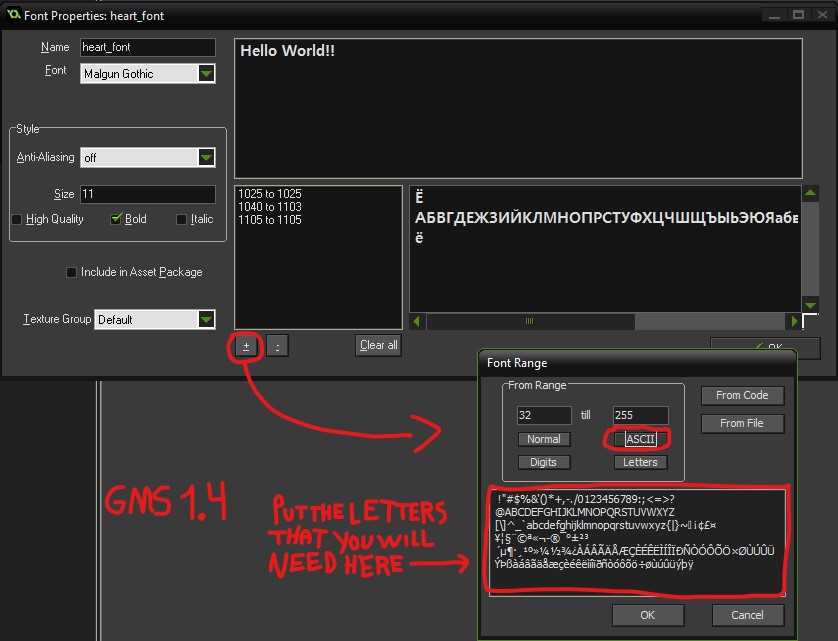 Font Properties: heart_font
Name
heart_font
Font
Malgun Gothic
Style
Anti-Aliasing
off
Size
11
High Quality
Bold
Italic
Include in Asset Package
Texture Group
Default
Hello World!!
1025 to 1025
1040 to 1103
1105 to 1105
Ё
АБВГДЕЖЗИЙКЛМНОПРСТУФХЦЧШЩЪЫЬЭЮЯабв
ё
+
-
Clear all
OK
Font Range
From Range
32
till
255
Normal
ASCII
Digits
Letters
From Code
From File
!"#$%&'()*+,-./0123456789:;<=>?
@ABCDEFGHIJKLMNOPQRSTUVWXYZ
[\]^_`abcdefghijklmnopqrstuvwxyz{|}~ ¡¢£¤
¥¦§¨©ª«¬-®¯°±²³
´µ¶·¸¹º»¼½¾¿ÀÁÂÃÄÅÆÇÈÉÊËÌÍÎÏÐÑÒÓÔÕÖ×ØÙÚÛÜ
ÝÞßàáâãäåæçèéêëìíîïðñòóôõö÷øùúûüýþÿ
OK
Cancel
GMS 1.4
PUT THE LETTERS
THAT YOU WILL
NEED HERE